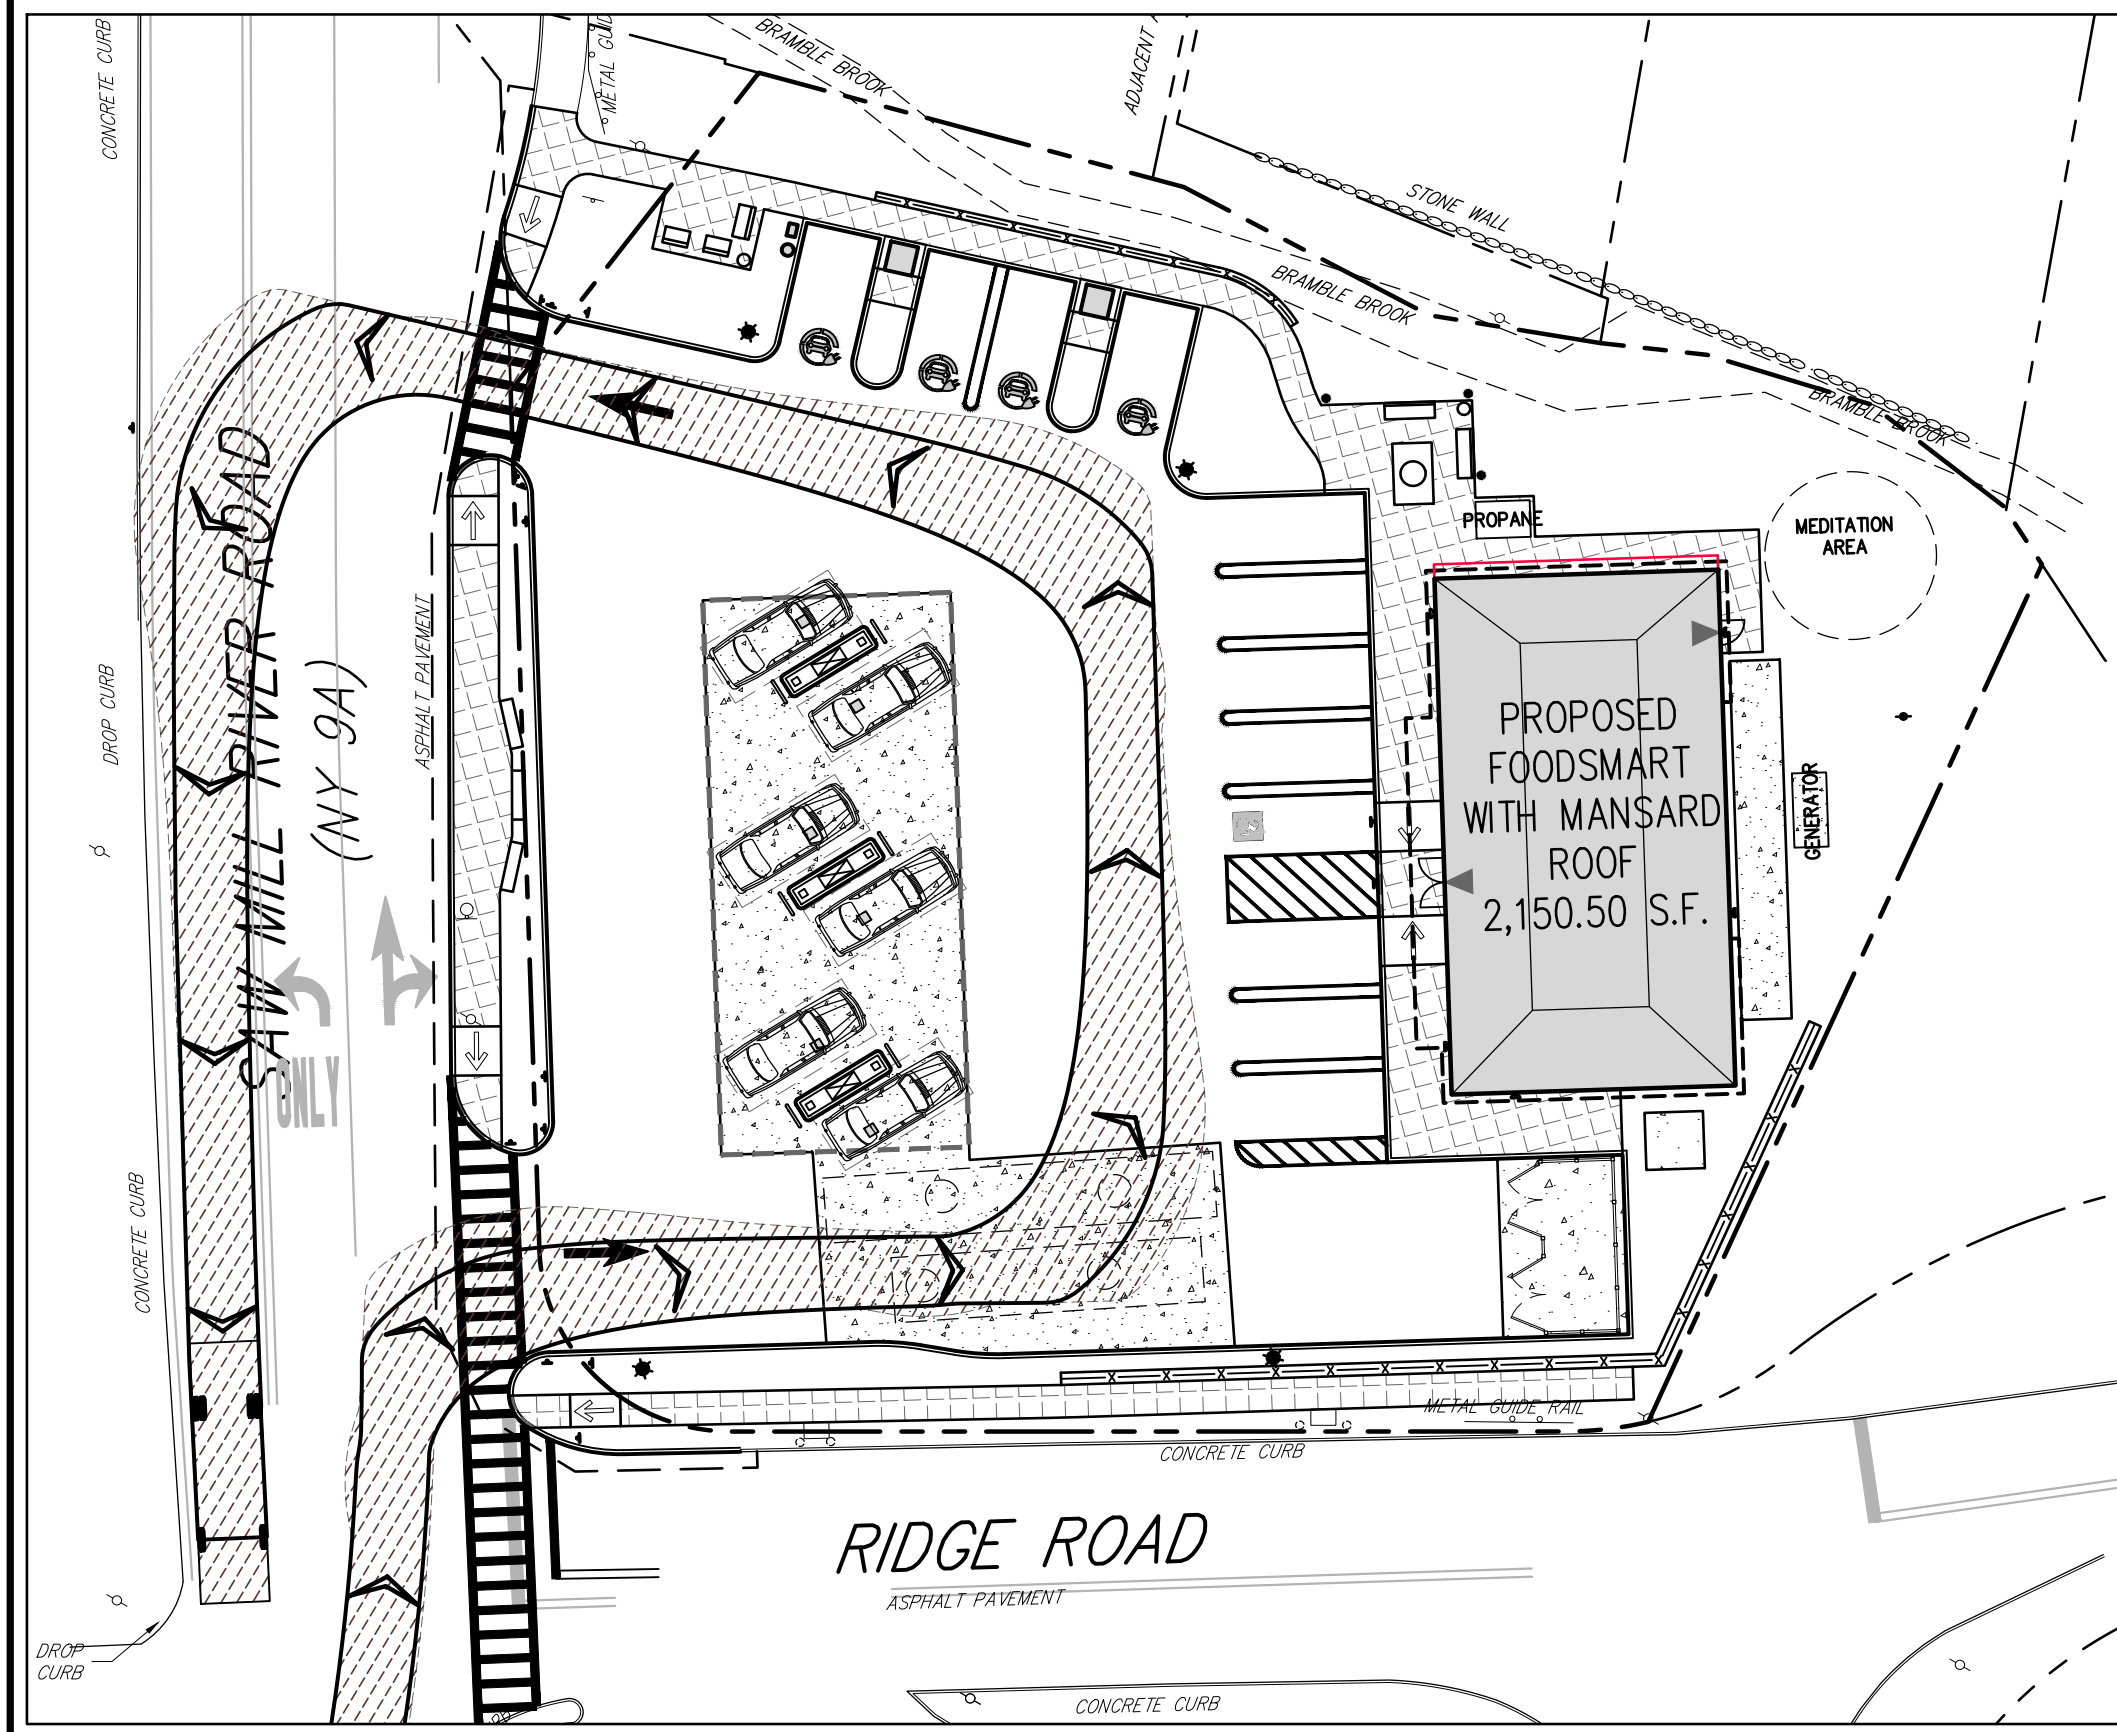 CONCRETE CURB
METAL GUID
BRAMBLE BROOK
ADJACENT
STONE WALL
BRAMBLE BROOK
BRAMBLE BROOK
PROPANE
MEDITATION
AREA
DROP CURB
SAW MILL RIVER ROAD
(NY 9A)
ASPHALT PAVEMENT
PROPOSED
FOODSMART
WITH MANSARD
ROOF
2,150.50 S.F.
GENERATOR
ONLY
CONCRETE CURB
METAL GUIDE RAIL
CONCRETE CURB
RIDGE ROAD
ASPHALT PAVEMENT
DROP
CURB
CONCRETE CURB